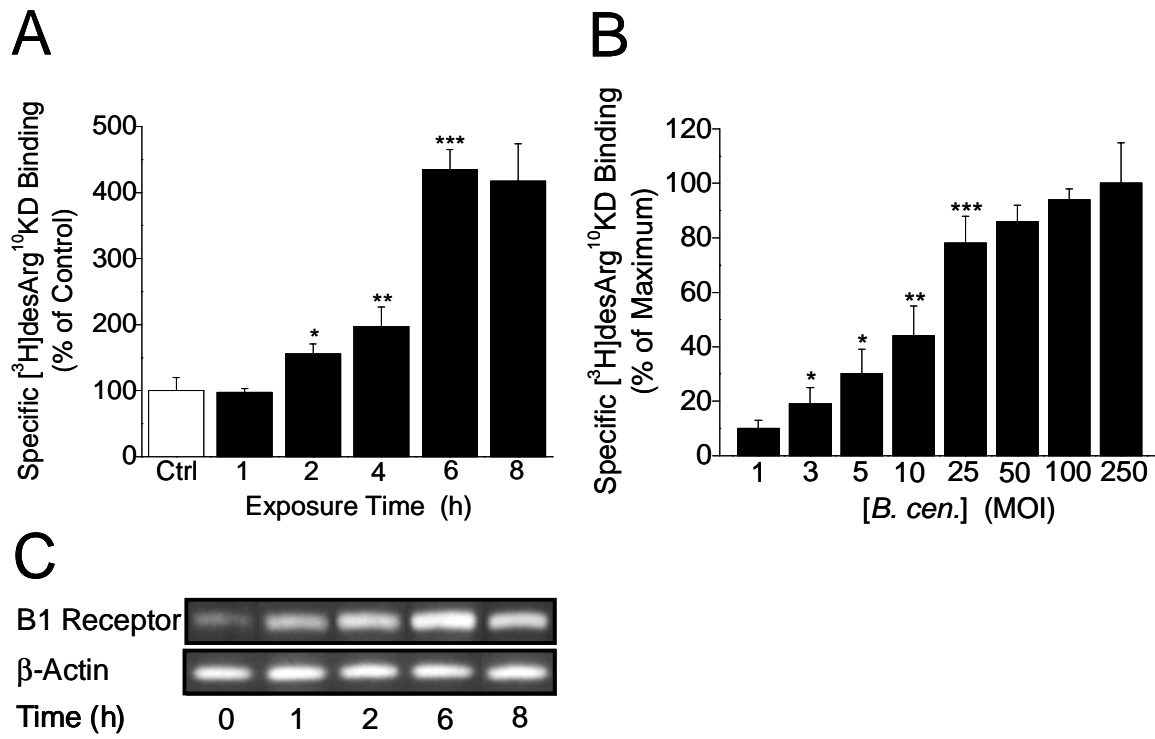 A
Specific [³H]desArg¹⁰KD Binding
(% of Control)
500
400
300
200
100
0
*
**
***
Ctrl 1 2 4 6 8
Exposure Time (h)
B
Specific [³H]desArg¹⁰KD Binding
(% of Maximum)
120
100
80
60
40
20
0
*
*
**
***
1 3 5 10 25 50 100 250
[B. cen.] (MOI)
C
B1 Receptor
β-Actin
Time (h) 0 1 2 6 8